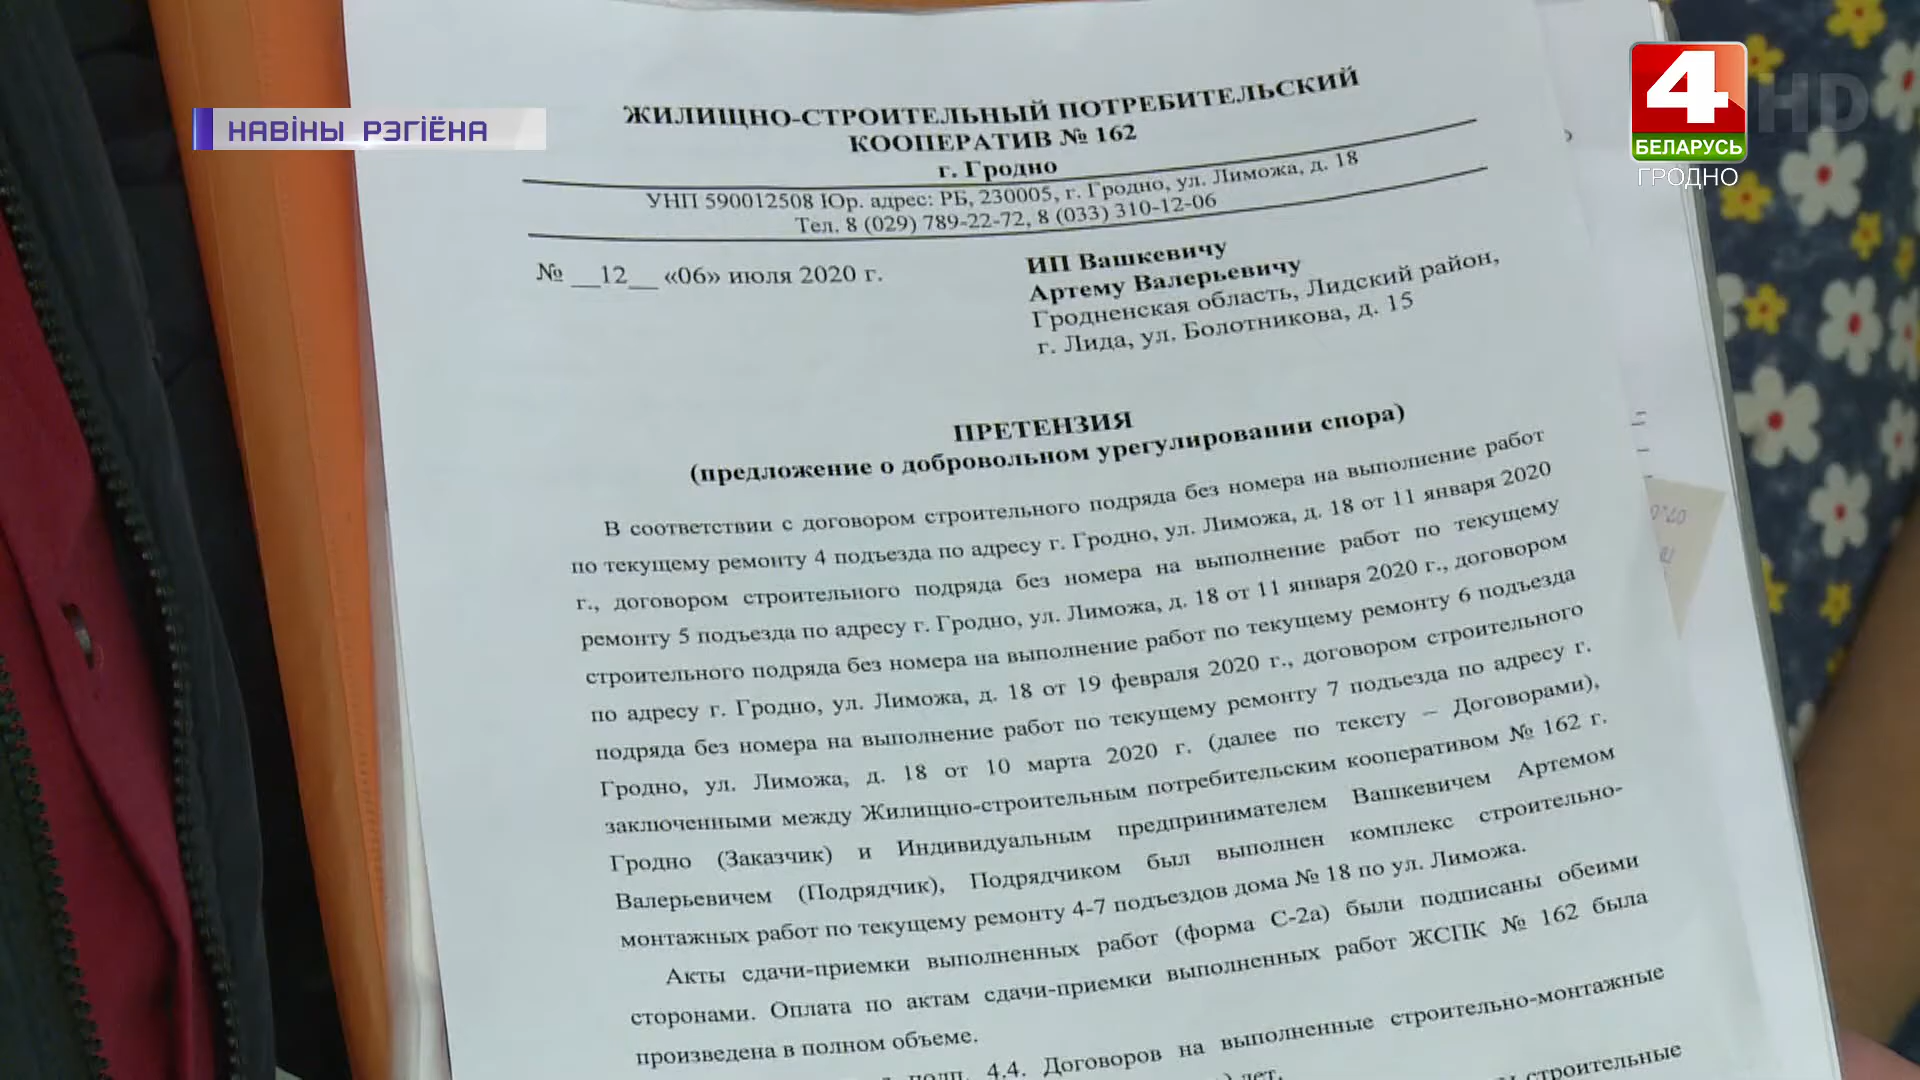 НАВІНЫ РЭГІЁНА
4 HD
БЕЛАРУСЬ
ГРОДНО
ЖИЛИЩНО-СТРОИТЕЛЬНЫЙ ПОТРЕБИТЕЛЬСКИЙ
КООПЕРАТИВ № 162
г. Гродно
УНП 590012508 Юр. адрес: РБ, 230005, г. Гродно, ул. Лиможа, д. 18
Тел. 8 (029) 789-22-72, 8 (033) 310-12-06
№ __12__ «06» июля 2020 г.
ИП Вашкевичу
Артему Валерьевичу
Гродненская область, Лидский район,
г. Лида, ул. Болотникова, д. 15
ПРЕТЕНЗИЯ
(предложение о добровольном урегулировании спора)
В соответствии с договором строительного подряда без номера на выполнение работ
по текущему ремонту 4 подъезда по адресу г. Гродно, ул. Лиможа, д. 18 от 11 января 2020
г., договором строительного подряда без номера на выполнение работ по текущему
ремонту 5 подъезда по адресу г. Гродно, ул. Лиможа, д. 18 от 11 января 2020 г., договором
строительного подряда без номера на выполнение работ по текущему ремонту 6 подъезда
по адресу г. Гродно, ул. Лиможа, д. 18 от 19 февраля 2020 г., договором строительного
подряда без номера на выполнение работ по текущему ремонту 7 подъезда по адресу г.
Гродно, ул. Лиможа, д. 18 от 10 марта 2020 г. (далее по тексту – Договорами),
заключенными между Жилищно-строительным потребительским кооперативом № 162 г.
Гродно (Заказчик) и Индивидуальным предпринимателем Вашкевичем Артемом
Валерьевичем (Подрядчик), Подрядчиком был выполнен комплекс строительно-
монтажных работ по текущему ремонту 4-7 подъездов дома № 18 по ул. Лиможа.
Акты сдачи-приемки выполненных работ (форма С-2а) были подписаны обеими
сторонами. Оплата по актам сдачи-приемки выполненных работ ЖСПК № 162 была
произведена в полном объеме.
подп. 4.4. Договоров на выполненные строительно-монтажные
лет.
строительные